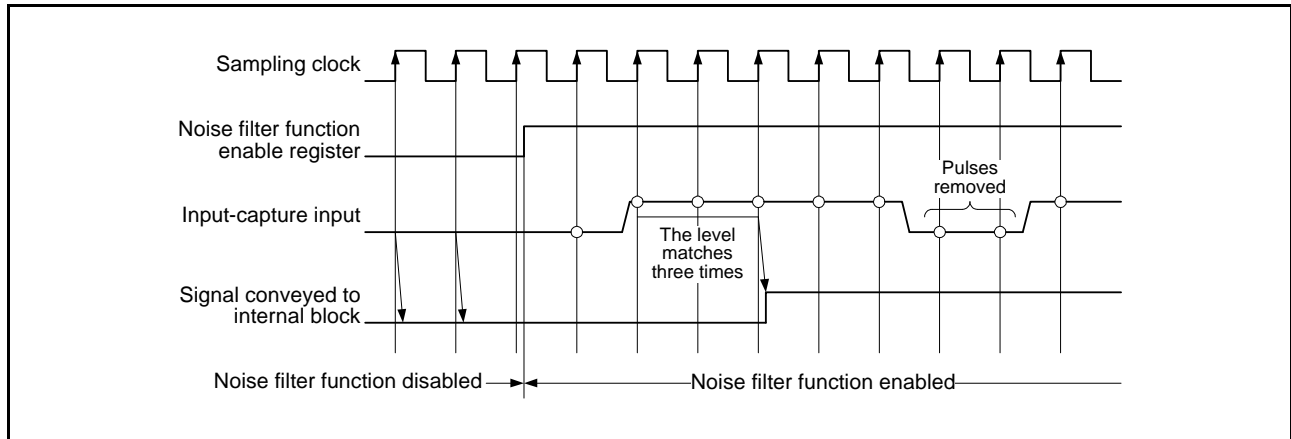 Sampling clock
Noise filter function
enable register
Pulses
removed
Input-capture input
The level
matches
three times
Signal conveyed to
internal block
Noise filter function disabled
Noise filter function enabled